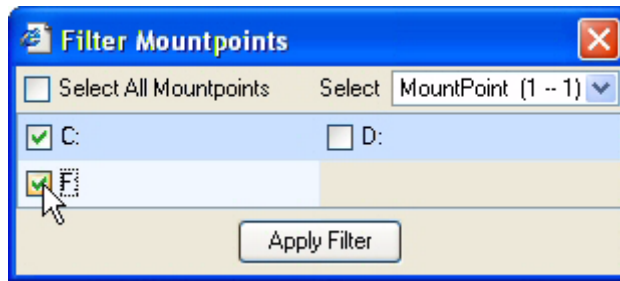 Filter Mountpoints
Select All Mountpoints Select MountPoint (1 -- 1)
C: D:
F:
Apply Filter